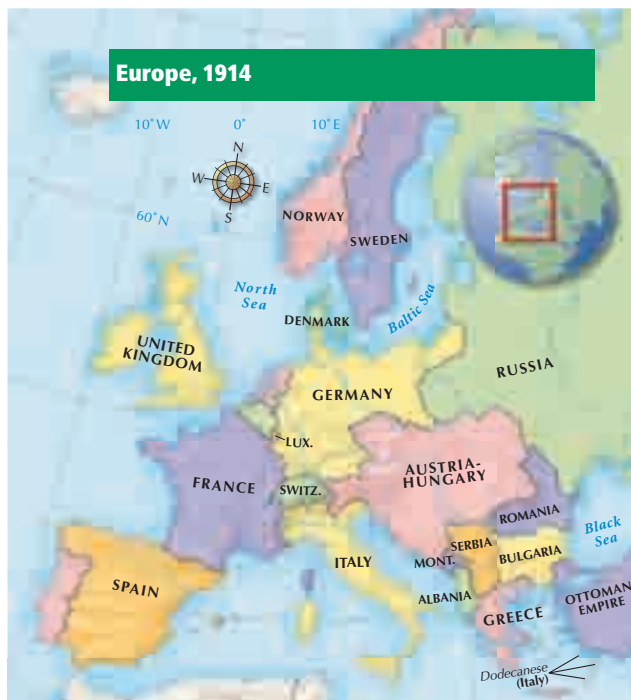 Europe, 1914
10°W
0°
10°E
N
W
E
S
60°N
NORWAY
SWEDEN
North
Sea
Baltic Sea
DENMARK
UNITED
KINGDOM
RUSSIA
GERMANY
LUX.
AUSTRIA-
HUNGARY
FRANCE
SWITZ.
ROMANIA
Black
Sea
SERBIA
MONT.
BULGARIA
ITALY
SPAIN
ALBANIA
OTTOMAN
EMPIRE
GREECE
Dodecanese
(Italy)